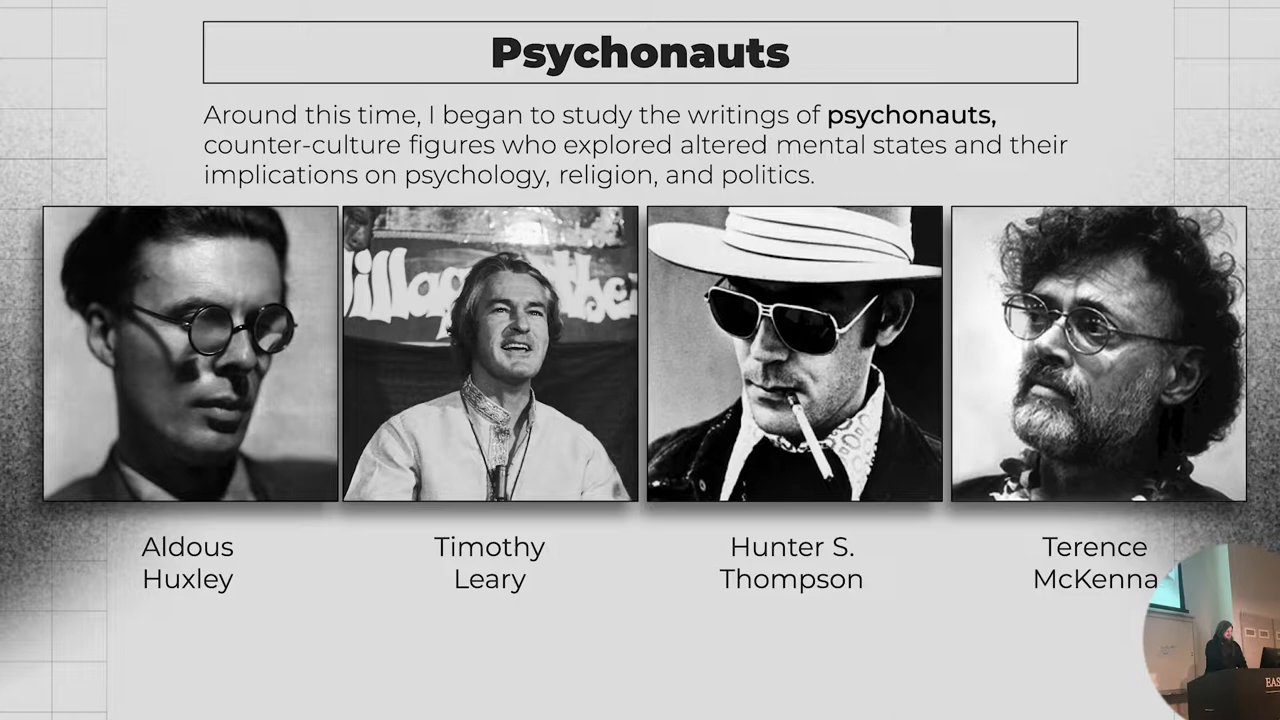 Psychonauts
Around this time, I began to study the writings of psychonauts,
counter-culture figures who explored altered mental states and their
implications on psychology, religion, and politics.
Aldous
Huxley
Timothy
Leary
Hunter S.
Thompson
Terence
McKenna
EAS